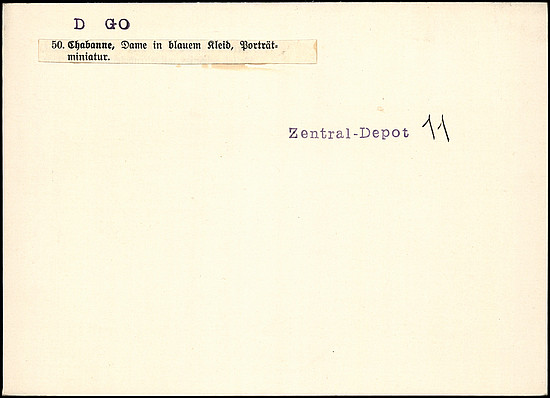 D GO
50. Chabanne, Dame in blauem Kleid, Porträt-
miniatur.
Zentral-Depot 11